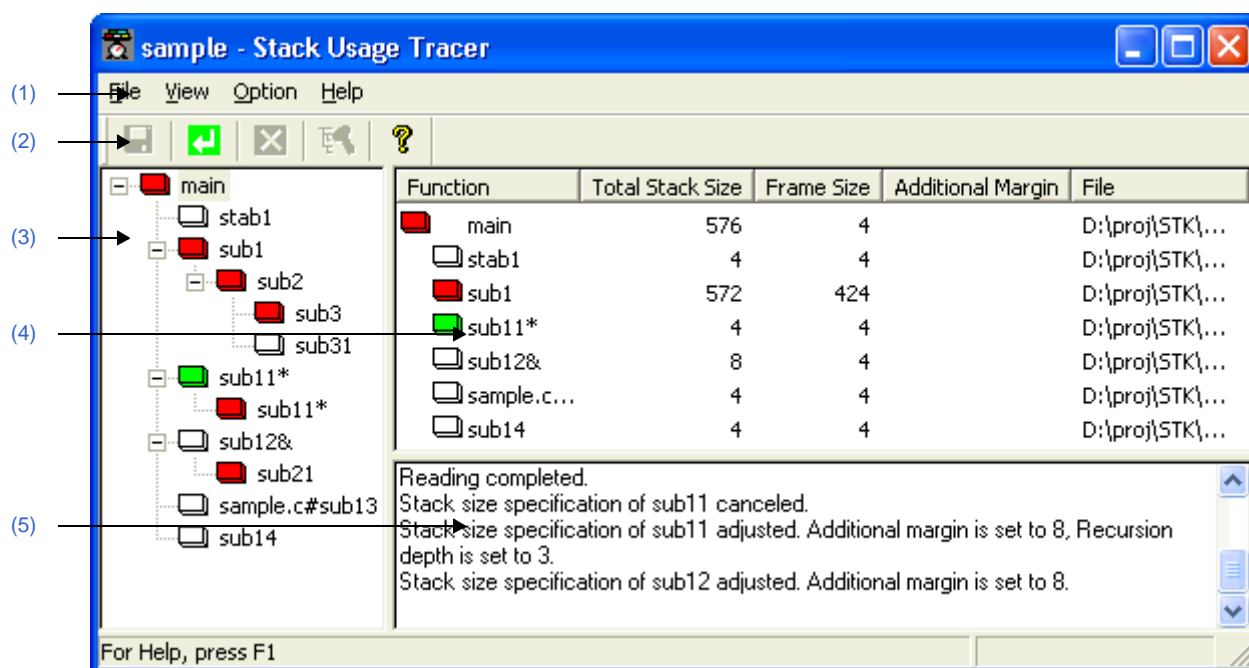 sample - Stack Usage Tracer
(1)
File View Option Help
(2)
(3)
main
stab1
sub1
sub2
sub3
sub31
sub11*
sub11*
sub12&
sub21
sample.c#sub13
sub14
Function Total Stack Size Frame Size Additional Margin File
main 576 4 D:\proj\STK\...
stab1 4 4 D:\proj\STK\...
sub1 572 424 D:\proj\STK\...
(4)
sub11* 4 4 D:\proj\STK\...
sub12& 8 4 D:\proj\STK\...
sample.c... 4 4 D:\proj\STK\...
sub14 4 4 D:\proj\STK\...
(5)
Reading completed.
Stack size specification of sub11 canceled.
Stack size specification of sub11 adjusted. Additional margin is set to 8, Recursion
depth is set to 3.
Stack size specification of sub12 adjusted. Additional margin is set to 8.
For Help, press F1